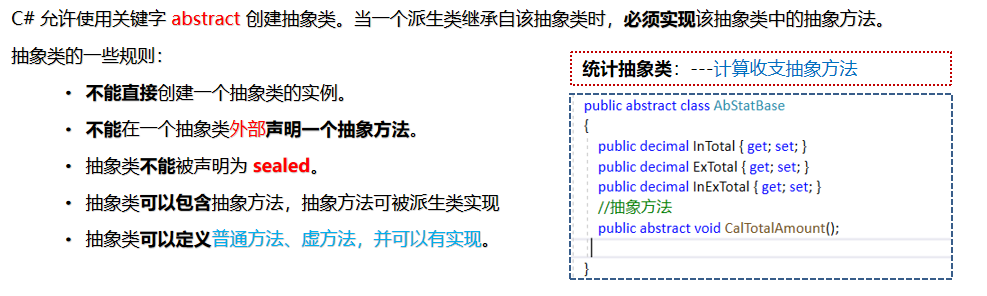 C# 允许使用关键字 abstract 创建抽象类。当一个派生类继承自该抽象类时，必须实现该抽象类中的抽象方法。
抽象类的一些规则：
• 不能直接创建一个抽象类的实例。
• 不能在一个抽象类外部声明一个抽象方法。
• 抽象类不能被声明为 sealed。
• 抽象类可以包含抽象方法，抽象方法可被派生类实现
• 抽象类可以定义普通方法、虚方法，并可以有实现。
统计抽象类：---计算收支抽象方法
public abstract class AbStatBase
{
public decimal InTotal { get; set; }
public decimal ExTotal { get; set; }
public decimal InExTotal { get; set; }
//抽象方法
public abstract void CalTotalAmount();
}